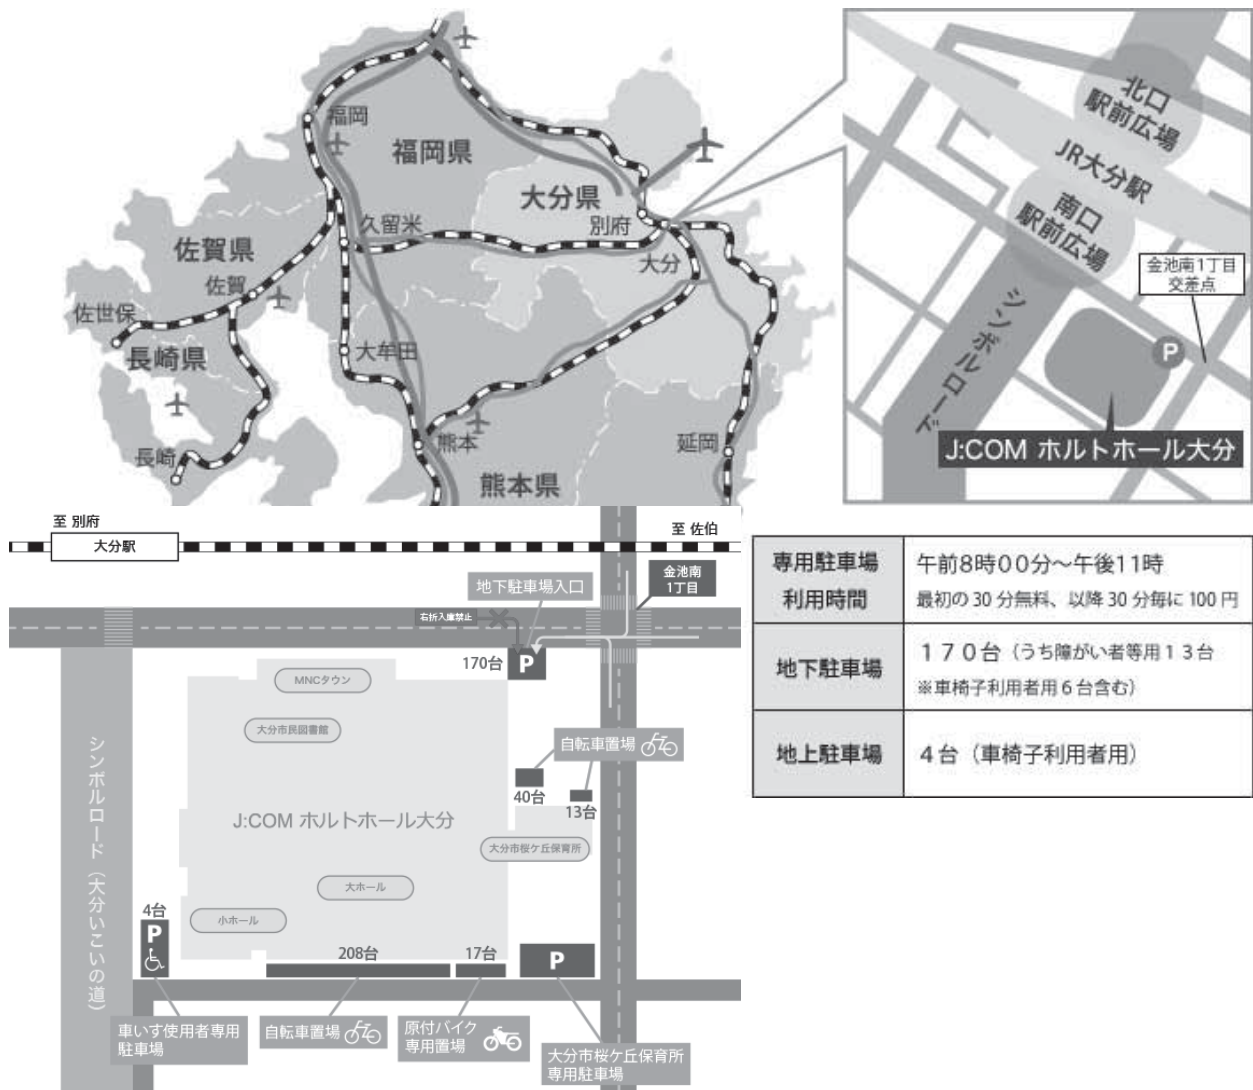 福岡
福岡県
大分県
久留米
別府
佐賀県
大分
佐賀
佐世保
長崎県
大牟田
長崎
熊本
延岡
熊本県
北口
駅前広場
JR大分駅
南口
駅前広場
金池南1丁目
交差点
シンボルロード
P
J:COM ホルトホール大分
至 別府
大分駅
至 佐伯
地下駐車場入口
金池南
1丁目
右折入庫禁止
170台
P
MNCタウン
大分市民図書館
自転車置場
40台
13台
J:COM ホルトホール大分
大分市桜ケ丘保育所
大ホール
小ホール
シンボルロード（大分いこいの道）
4台
P
208台
17台
P
車いす使用者専用
駐車場
自転車置場
原付バイク
専用置場
大分市桜ケ丘保育所
専用駐車場
専用駐車場
利用時間
午前8時00分～午後11時
最初の 30 分無料、以降 30 分毎に 100 円
地下駐車場
１７０台（うち障がい者等用１３台
※車椅子利用者用６台含む）
地上駐車場
４台（車椅子利用者用）